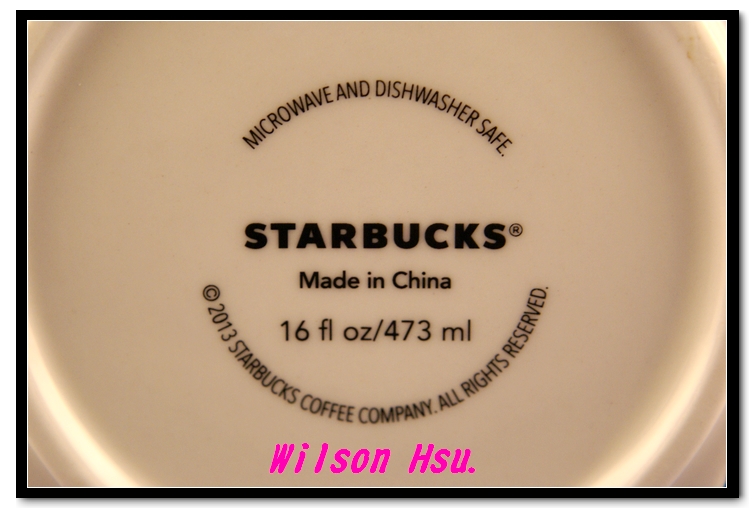 MICROWAVE AND DISHWASHER SAFE.
STARBUCKS®
Made in China
16 fl oz/473 ml
© 2013 STARBUCKS COFFEE COMPANY. ALL RIGHTS RESERVED.
Wilson Hsu.